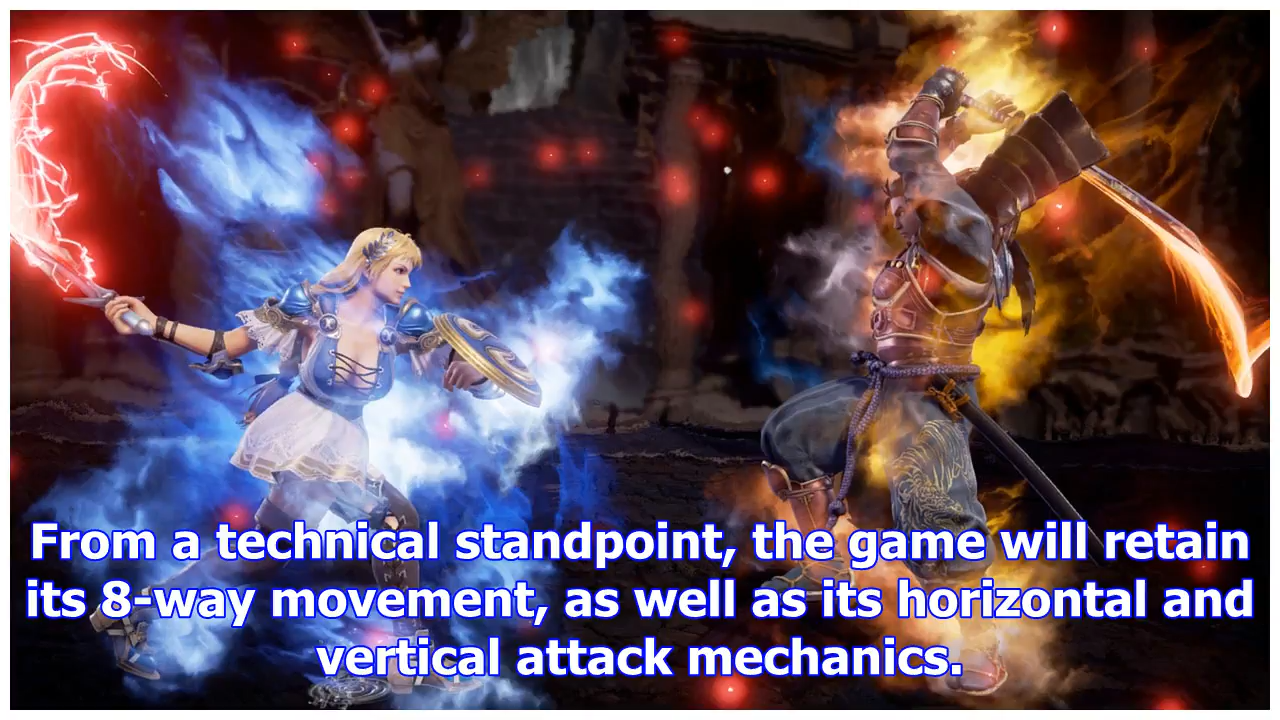 From a technical standpoint, the game will retain
its 8-way movement, as well as its horizontal and
vertical attack mechanics.